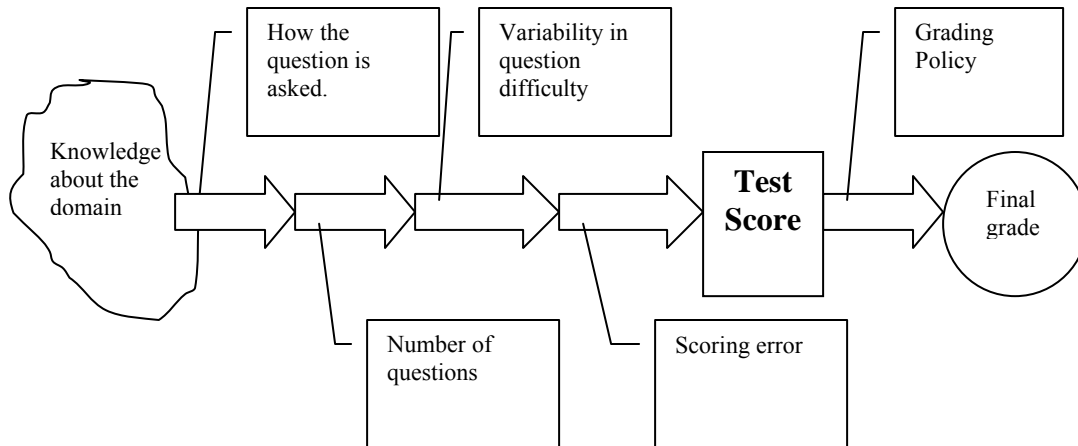 How the
question is
asked.
Variability in
question
difficulty
Grading
Policy
Knowledge
about the
domain
Test
Score
Final
grade
Number of
questions
Scoring error